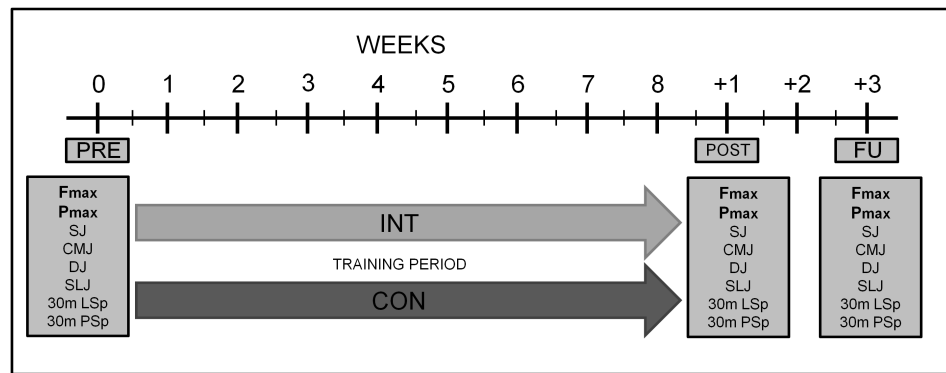 WEEKS
0 1 2 3 4 5 6 7 8 +1 +2 +3
PRE POST FU
Fmax
Pmax
SJ
CMJ
DJ
SLJ
30m LSp
30m PSp
INT
TRAINING PERIOD
CON
Fmax
Pmax
SJ
CMJ
DJ
SLJ
30m LSp
30m PSp
Fmax
Pmax
SJ
CMJ
DJ
SLJ
30m LSp
30m PSp